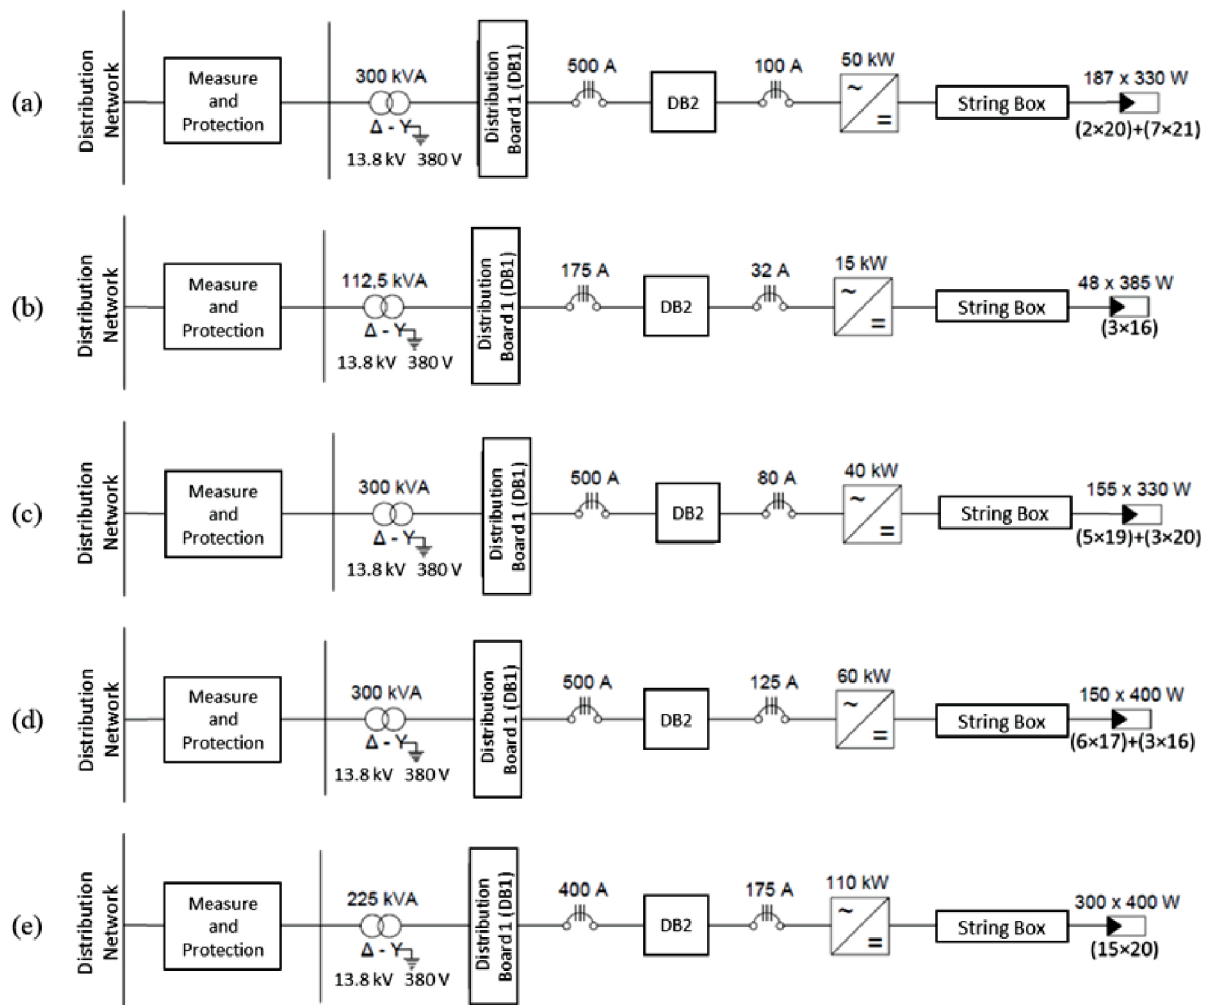 (a)
Distribution
Network
Measure
and
Protection
300 kVA
Δ - Y
13.8 kV 380 V
Distribution
Board 1 (DB1)
500 A
DB2
100 A
50 kW
~
=
String Box
187 x 330 W
(2×20)+(7×21)
(b)
Distribution
Network
Measure
and
Protection
112,5 kVA
Δ - Y
13.8 kV 380 V
Distribution
Board 1 (DB1)
175 A
DB2
32 A
15 kW
~
=
String Box
48 x 385 W
(3×16)
(c)
Distribution
Network
Measure
and
Protection
300 kVA
Δ - Y
13.8 kV 380 V
Distribution
Board 1 (DB1)
500 A
DB2
80 A
40 kW
~
=
String Box
155 x 330 W
(5×19)+(3×20)
(d)
Distribution
Network
Measure
and
Protection
300 kVA
Δ - Y
13.8 kV 380 V
Distribution
Board 1 (DB1)
500 A
DB2
125 A
60 kW
~
=
String Box
150 x 400 W
(6×17)+(3×16)
(e)
Distribution
Network
Measure
and
Protection
225 kVA
Δ - Y
13.8 kV 380 V
Distribution
Board 1 (DB1)
400 A
DB2
175 A
110 kW
~
=
String Box
300 x 400 W
(15×20)